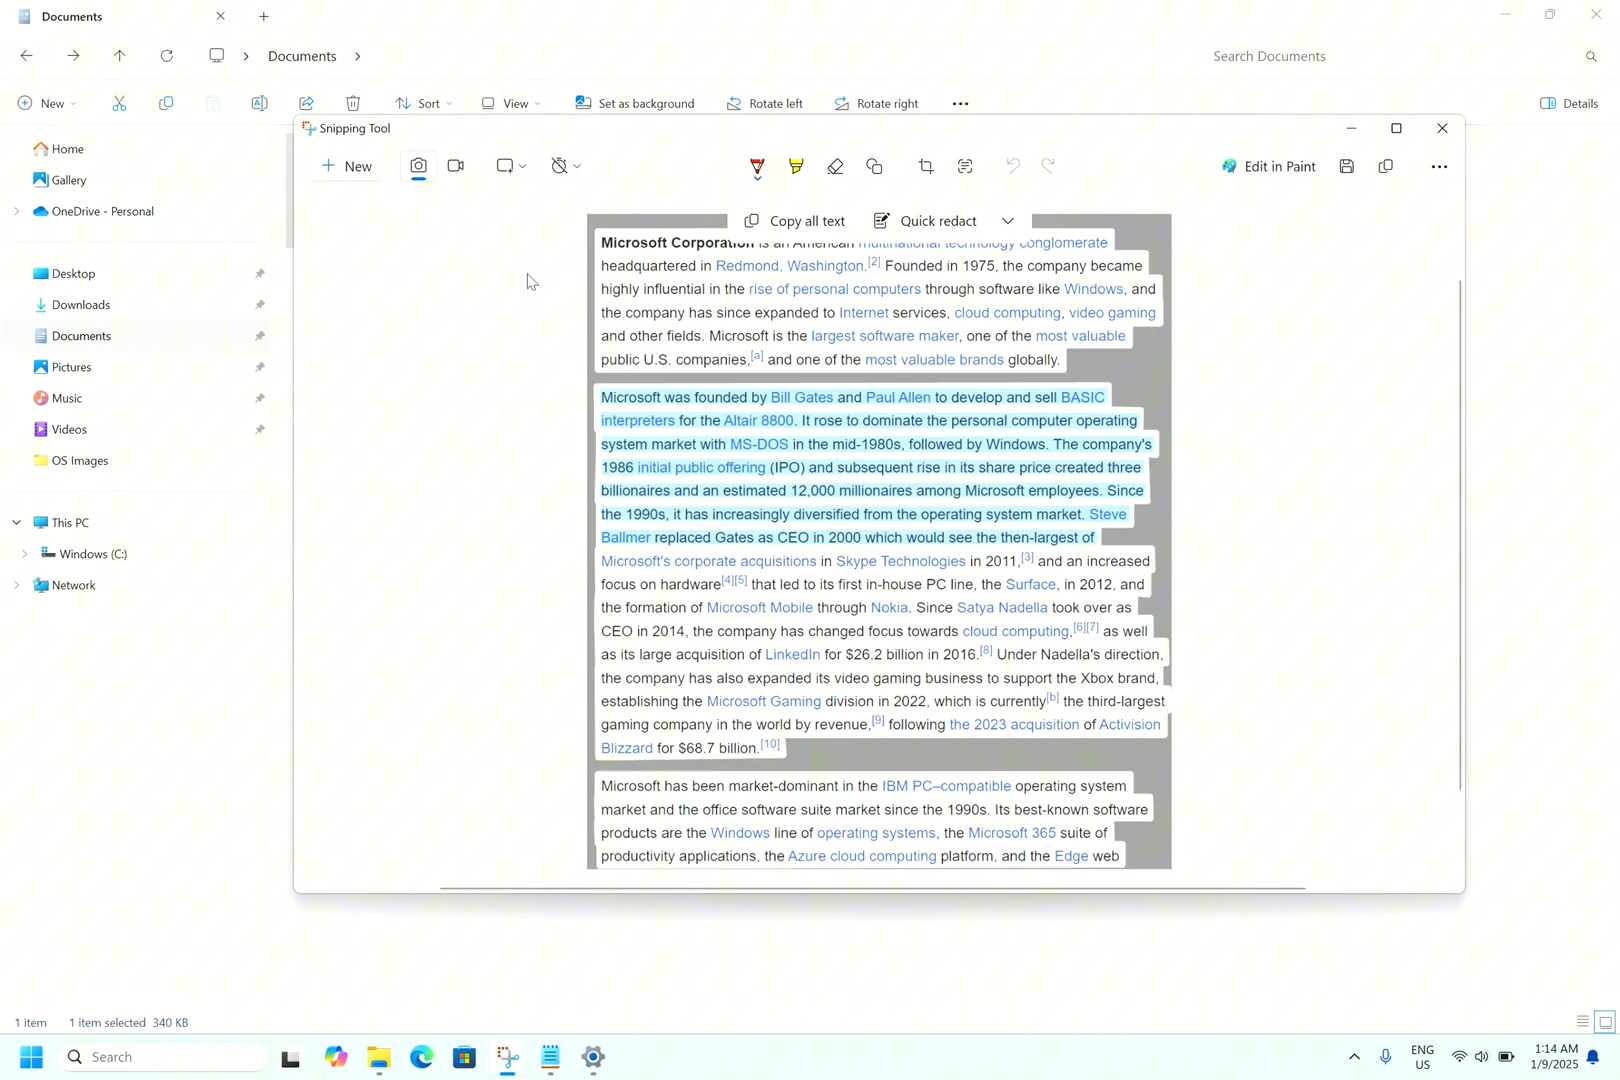 Documents
Documents
Search Documents
New
Sort
View
Set as background
Rotate left
Rotate right
Details
Home
Gallery
OneDrive - Personal
Desktop
Downloads
Documents
Pictures
Music
Videos
OS Images
This PC
Windows (C:)
Network
Snipping Tool
New
Edit in Paint
Copy all text
Quick redact
Microsoft Corporation is an American multinational technology conglomerate
headquartered in Redmond, Washington.[2] Founded in 1975, the company became
highly influential in the rise of personal computers through software like Windows, and
the company has since expanded to Internet services, cloud computing, video gaming
and other fields. Microsoft is the largest software maker, one of the most valuable
public U.S. companies,[a] and one of the most valuable brands globally.
Microsoft was founded by Bill Gates and Paul Allen to develop and sell BASIC
interpreters for the Altair 8800. It rose to dominate the personal computer operating
system market with MS-DOS in the mid-1980s, followed by Windows. The company's
1986 initial public offering (IPO) and subsequent rise in its share price created three
billionaires and an estimated 12,000 millionaires among Microsoft employees. Since
the 1990s, it has increasingly diversified from the operating system market. Steve
Ballmer replaced Gates as CEO in 2000 which would see the then-largest of
Microsoft's corporate acquisitions in Skype Technologies in 2011,[3] and an increased
focus on hardware[4][5] that led to its first in-house PC line, the Surface, in 2012, and
the formation of Microsoft Mobile through Nokia. Since Satya Nadella took over as
CEO in 2014, the company has changed focus towards cloud computing,[6][7] as well
as its large acquisition of LinkedIn for $26.2 billion in 2016.[8] Under Nadella's direction,
the company has also expanded its video gaming business to support the Xbox brand,
establishing the Microsoft Gaming division in 2022, which is currently[b] the third-largest
gaming company in the world by revenue,[9] following the 2023 acquisition of Activision
Blizzard for $68.7 billion.[10]
Microsoft has been market-dominant in the IBM PC–compatible operating system
market and the office software suite market since the 1990s. Its best-known software
products are the Windows line of operating systems, the Microsoft 365 suite of
productivity applications, the Azure cloud computing platform, and the Edge web
1 item 1 item selected 340 KB
Search
ENG
US
1:14 AM
1/9/2025